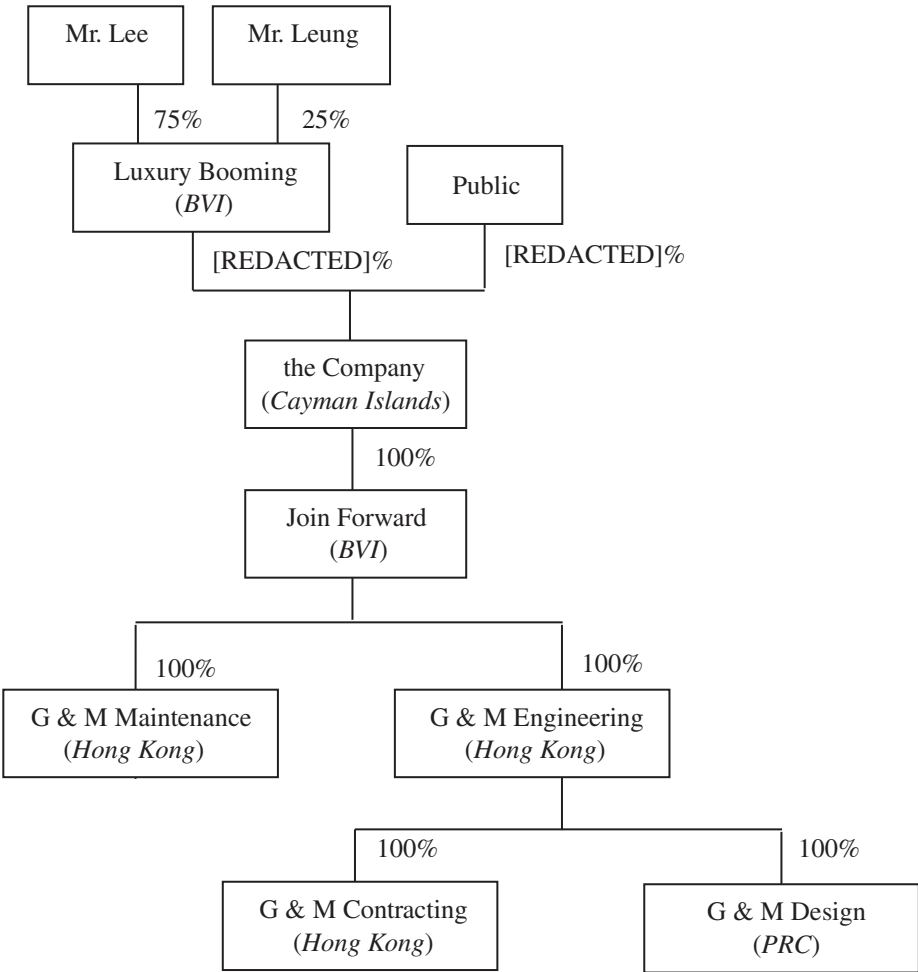 Mr. Lee
Mr. Leung
75%
25%
Luxury Booming
(BVI)
Public
[REDACTED]%
[REDACTED]%
the Company
(Cayman Islands)
100%
Join Forward
(BVI)
100%
100%
G & M Maintenance
(Hong Kong)
G & M Engineering
(Hong Kong)
100%
100%
G & M Contracting
(Hong Kong)
G & M Design
(PRC)